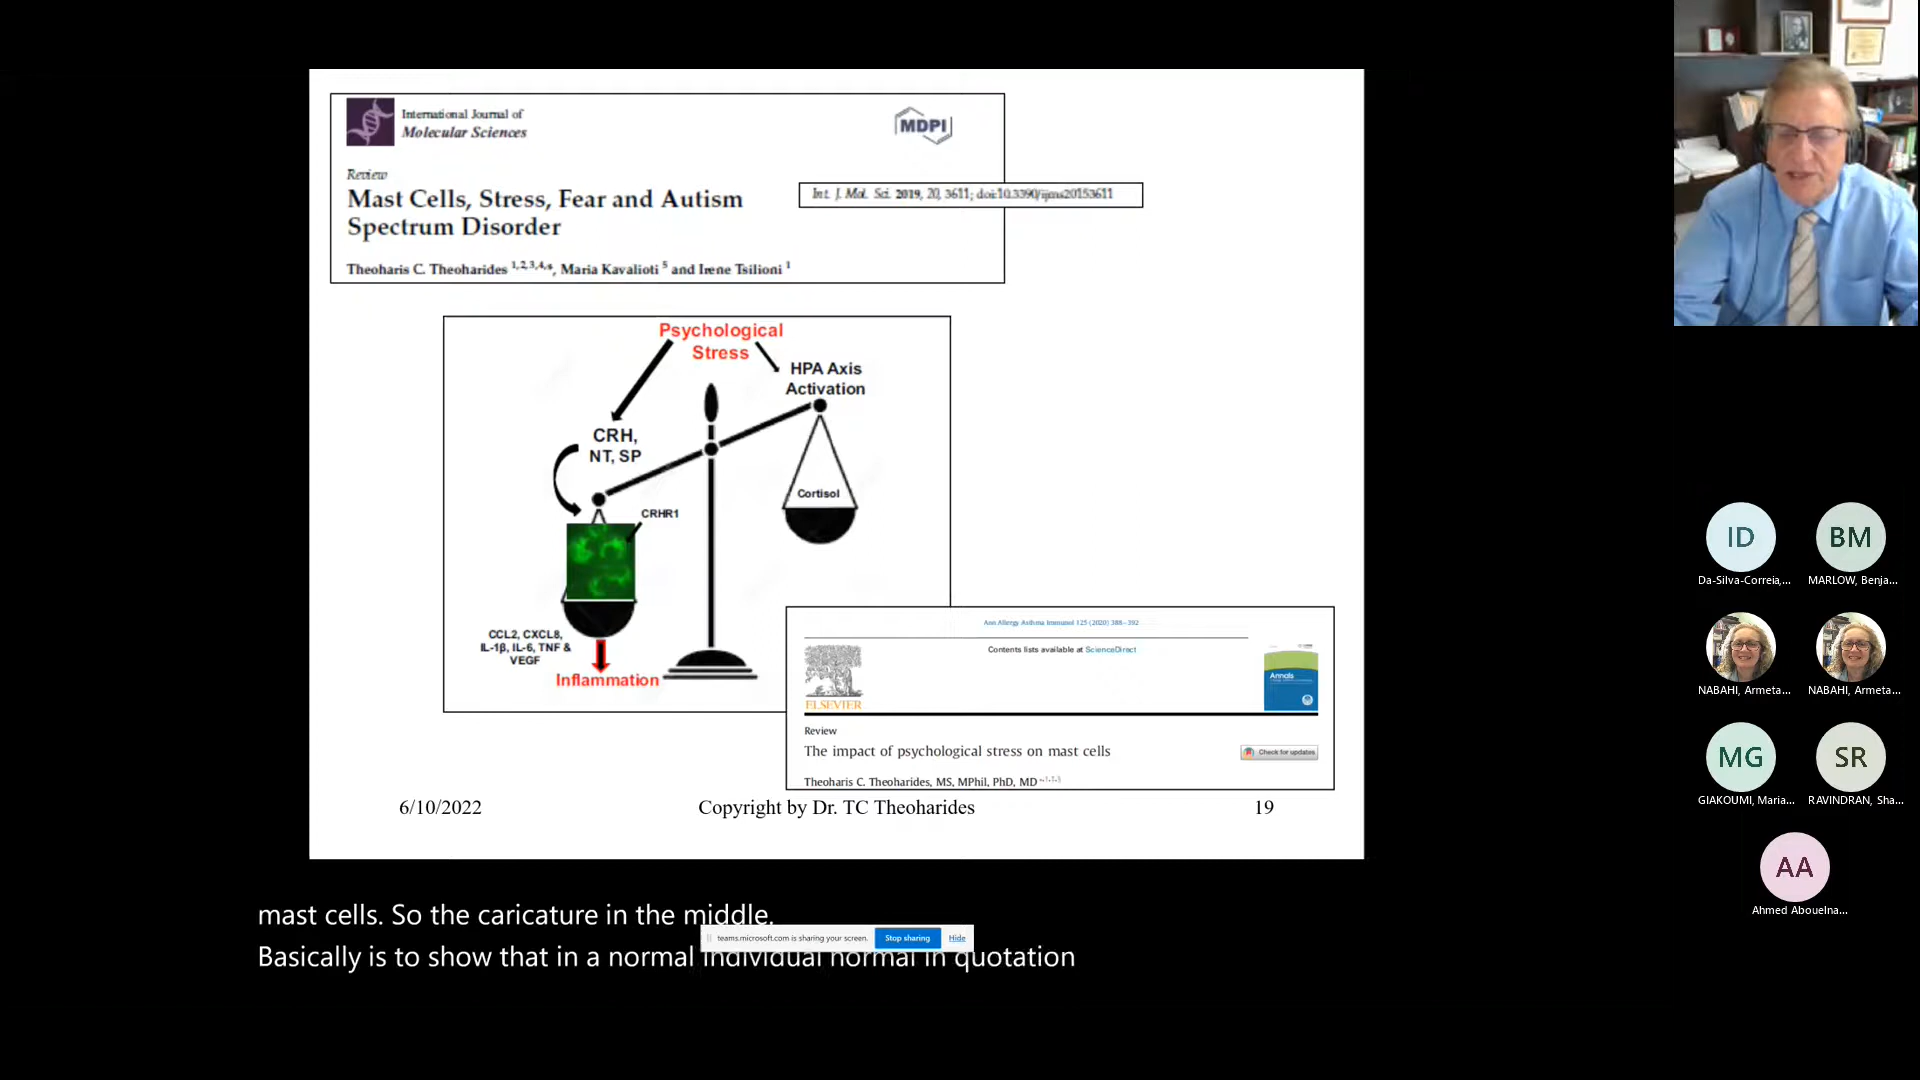 International Journal of
Molecular Sciences
MDPI
Review
Mast Cells, Stress, Fear and Autism
Spectrum Disorder
Int. J. Mol. Sci. 2019, 20, 3611; doi:10.3390/ijms20153611
Theoharis C. Theoharides 1,2,3,4,*, Maria Kavalioti 5 and Irene Tsilioni 1
Psychological
Stress
HPA Axis
Activation
CRH,
NT, SP
Cortisol
CRHR1
CCL2, CXCL8,
IL-1β, IL-6, TNF &
VEGF
Inflammation
Ann Allergy Asthma Immunol 125 (2020) 388–392
Contents lists available at ScienceDirect
ELSEVIER
Annals
Review
The impact of psychological stress on mast cells
Check for updates
Theoharis C. Theoharides, MS, MPhil, PhD, MD
6/10/2022
Copyright by Dr. TC Theoharides
19
mast cells. So the caricature in the middle.
Basically is to show that in a normal individual normal in quotation
teams.microsoft.com is sharing your screen.
Stop sharing
Hide
ID
Da-Silva-Correia,...
BM
MARLOW, Benja...
NABAHI, Armeta...
NABAHI, Armeta...
MG
GIAKOUMI, Maria...
SR
RAVINDRAN, Sha...
AA
Ahmed Abouelna...